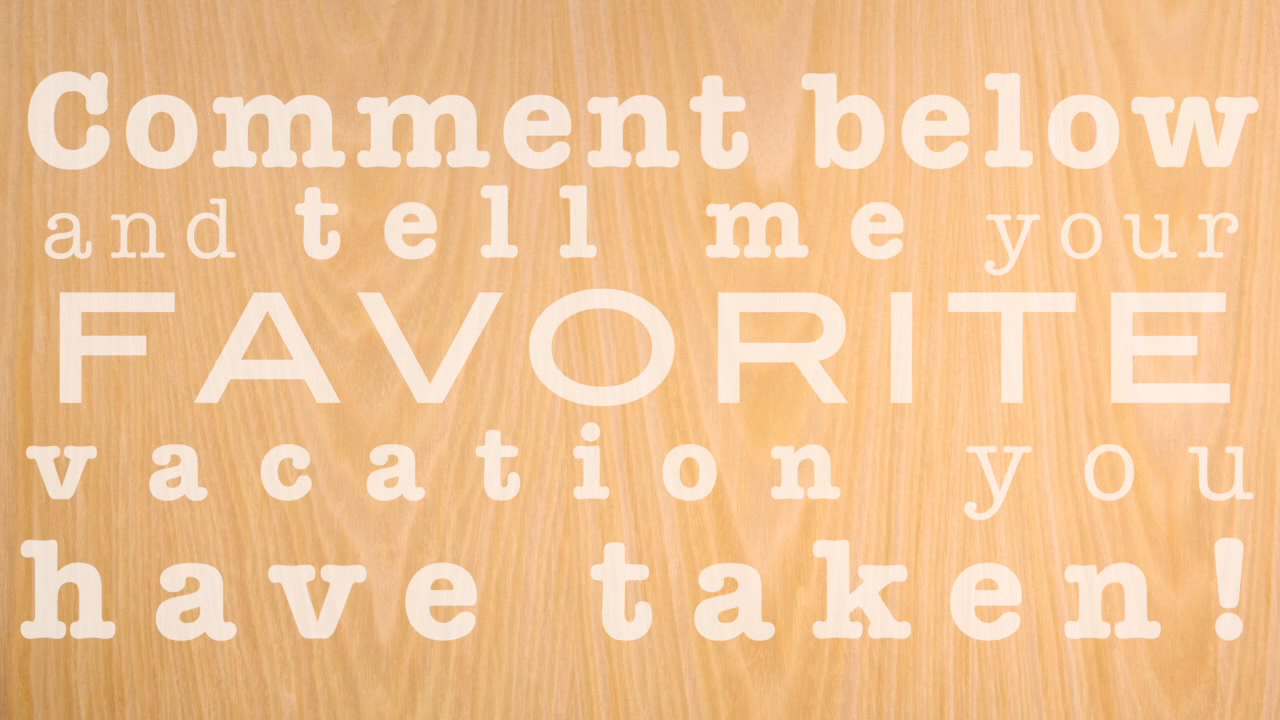 Comment below
and tell me your
FAVORITE
vacation you
have taken!